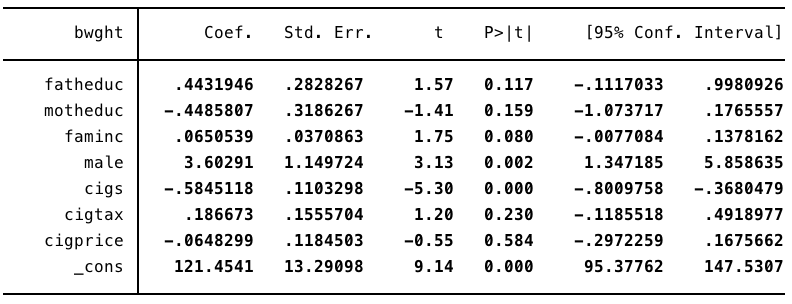 bwght Coef. Std. Err. t P>|t| [95% Conf. Interval]
fatheduc .4431946 .2828267 1.57 0.117 -.1117033 .9980926
motheduc -.4485807 .3186267 -1.41 0.159 -1.073717 .1765557
faminc .0650539 .0370863 1.75 0.080 -.0077084 .1378162
male 3.60291 1.149724 3.13 0.002 1.347185 5.858635
cigs -.5845118 .1103298 -5.30 0.000 -.8009758 -.3680479
cigtax .186673 .1555704 1.20 0.230 -.1185518 .4918977
cigprice -.0648299 .1184503 -0.55 0.584 -.2972259 .1675662
_cons 121.4541 13.29098 9.14 0.000 95.37762 147.5307